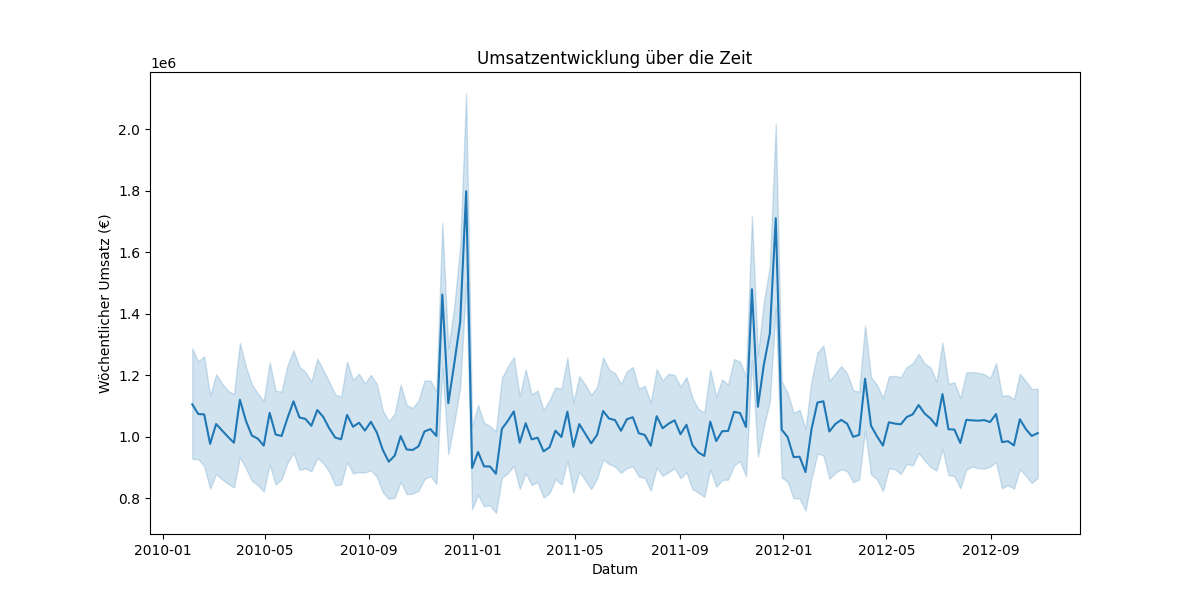 Umsatzentwicklung über die Zeit
1e6
Wöchentlicher Umsatz (€)
2.0
1.8
1.6
1.4
1.2
1.0
0.8
2010-01 2010-05 2010-09 2011-01 2011-05 2011-09 2012-01 2012-05 2012-09
Datum